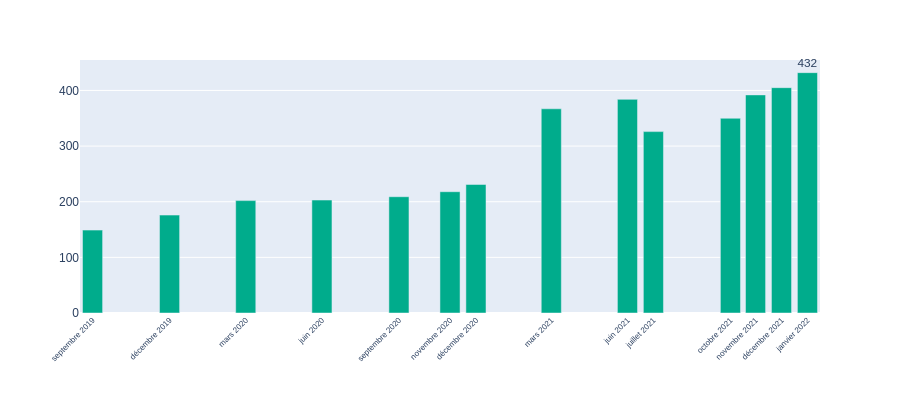 432
400
300
200
100
0
septembre 2019
décembre 2019
mars 2020
juin 2020
septembre 2020
novembre 2020
décembre 2020
mars 2021
juin 2021
juillet 2021
octobre 2021
novembre 2021
décembre 2021
janvier 2022